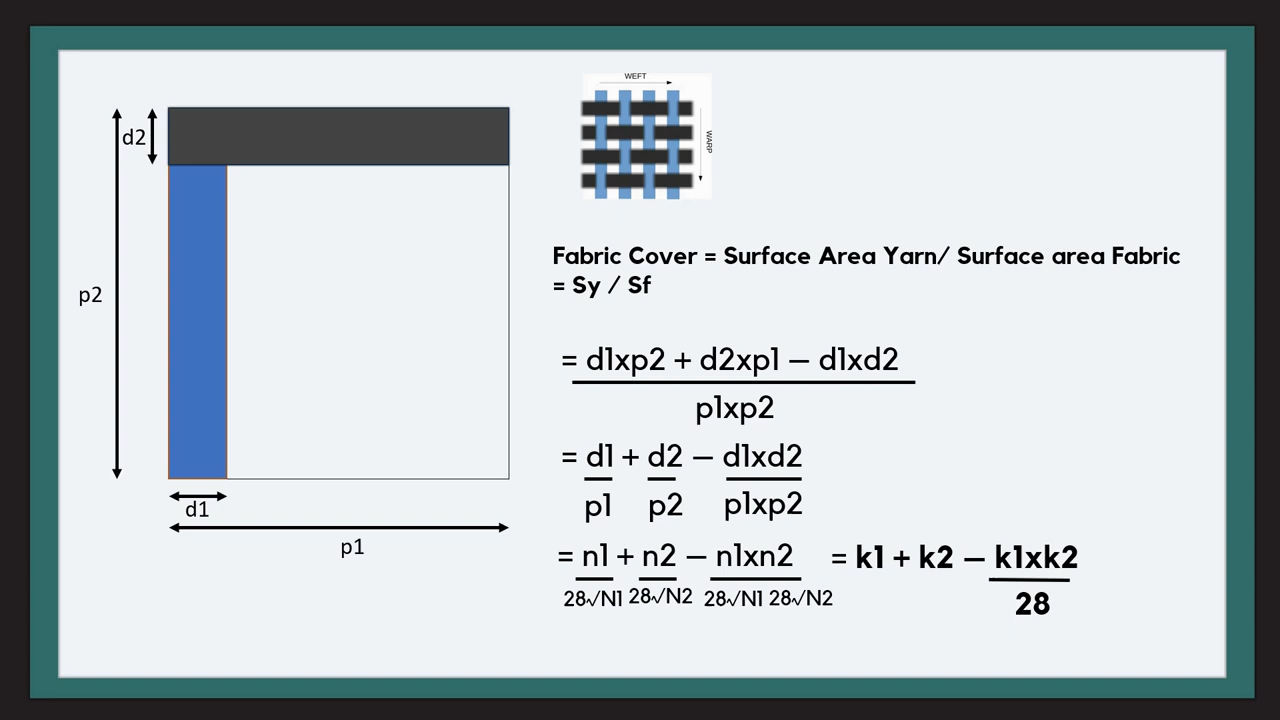 WEFT
WARP
d2
p2
d1
p1
Fabric Cover = Surface Area Yarn/ Surface area Fabric
= Sy / Sf
= d1xp2 + d2xp1 – d1xd2
p1xp2
= d1 + d2 – d1xd2
p1 p2 p1xp2
= n1 + n2 – n1xn2 = k1 + k2 – k1xk2
28√N1 28√N2 28√N1 28√N2 28